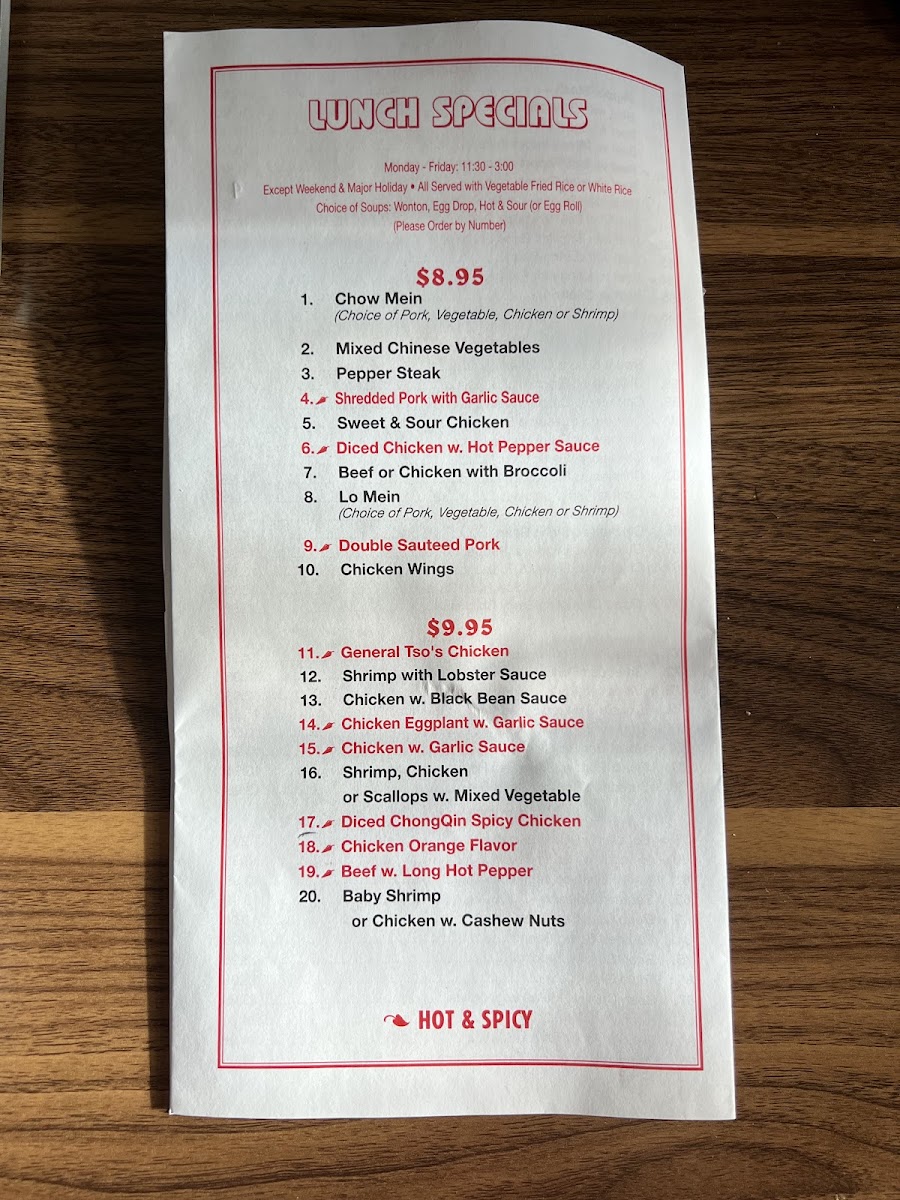 LUNCH SPECIALS
Monday - Friday: 11:30 - 3:00
Except Weekend & Major Holiday • All Served with Vegetable Fried Rice or White Rice
Choice of Soups: Wonton, Egg Drop, Hot & Sour (or Egg Roll)
(Please Order by Number)
$8.95
1. Chow Mein
(Choice of Pork, Vegetable, Chicken or Shrimp)
2. Mixed Chinese Vegetables
3. Pepper Steak
4. Shredded Pork with Garlic Sauce
5. Sweet & Sour Chicken
6. Diced Chicken w. Hot Pepper Sauce
7. Beef or Chicken with Broccoli
8. Lo Mein
(Choice of Pork, Vegetable, Chicken or Shrimp)
9. Double Sauteed Pork
10. Chicken Wings
$9.95
11. General Tso's Chicken
12. Shrimp with Lobster Sauce
13. Chicken w. Black Bean Sauce
14. Chicken Eggplant w. Garlic Sauce
15. Chicken w. Garlic Sauce
16. Shrimp, Chicken
or Scallops w. Mixed Vegetable
17. Diced ChongQin Spicy Chicken
18. Chicken Orange Flavor
19. Beef w. Long Hot Pepper
20. Baby Shrimp
or Chicken w. Cashew Nuts
HOT & SPICY